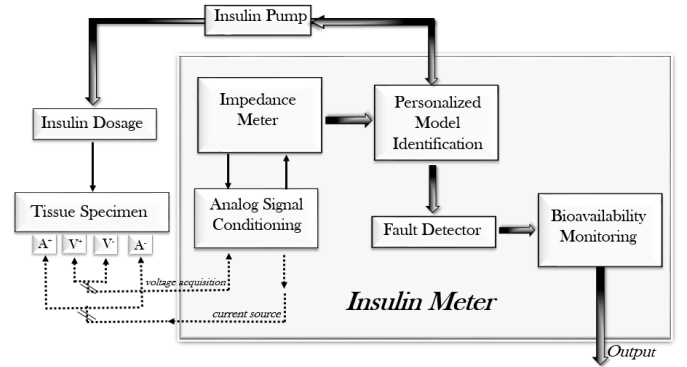 Insulin Pump
Impedance
Meter
Personalized
Model
Identification
Insulin Dosage
Tissue Specimen
A+ V+ V- A-
Analog Signal
Conditioning
Fault Detector
Bioavailability
Monitoring
voltage acquisition
current source
Insulin Meter
Output